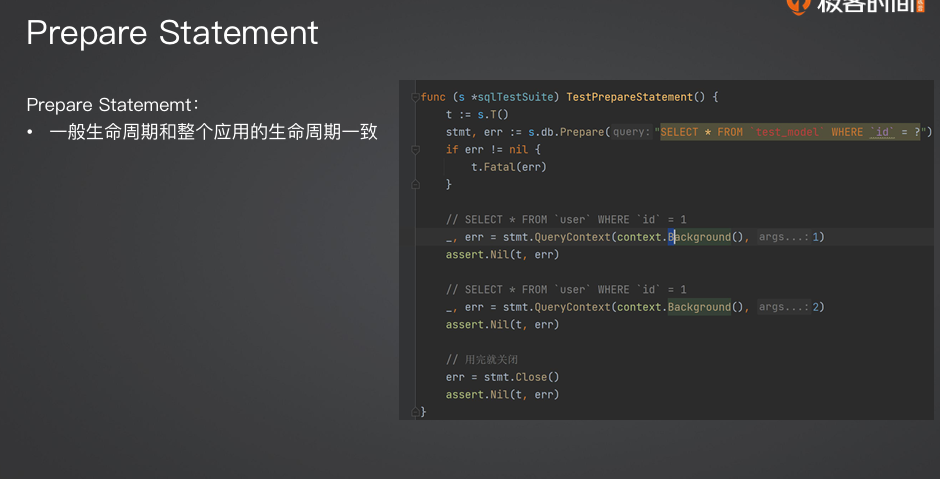 极客时间
Prepare Statement
Prepare Statememt：
• 一般生命周期和整个应用的生命周期一致
func (s *sqlTestSuite) TestPrepareStatement() {
t := s.T()
stmt, err := s.db.Prepare( query: "SELECT * FROM `test_model` WHERE `id` = ?")
if err != nil {
t.Fatal(err)
}
// SELECT * FROM `user` WHERE `id` = 1
_, err = stmt.QueryContext(context.Background(), args...: 1)
assert.Nil(t, err)
// SELECT * FROM `user` WHERE `id` = 1
_, err = stmt.QueryContext(context.Background(), args...: 2)
assert.Nil(t, err)
// 用完就关闭
err = stmt.Close()
assert.Nil(t, err)
}